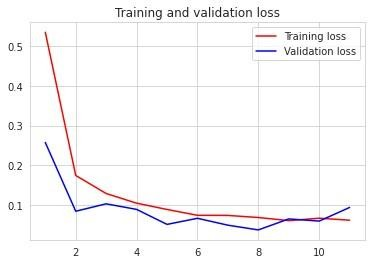 Training and validation loss
Training loss
Validation loss
0.5
0.4
0.3
0.2
0.1
2 4 6 8 10